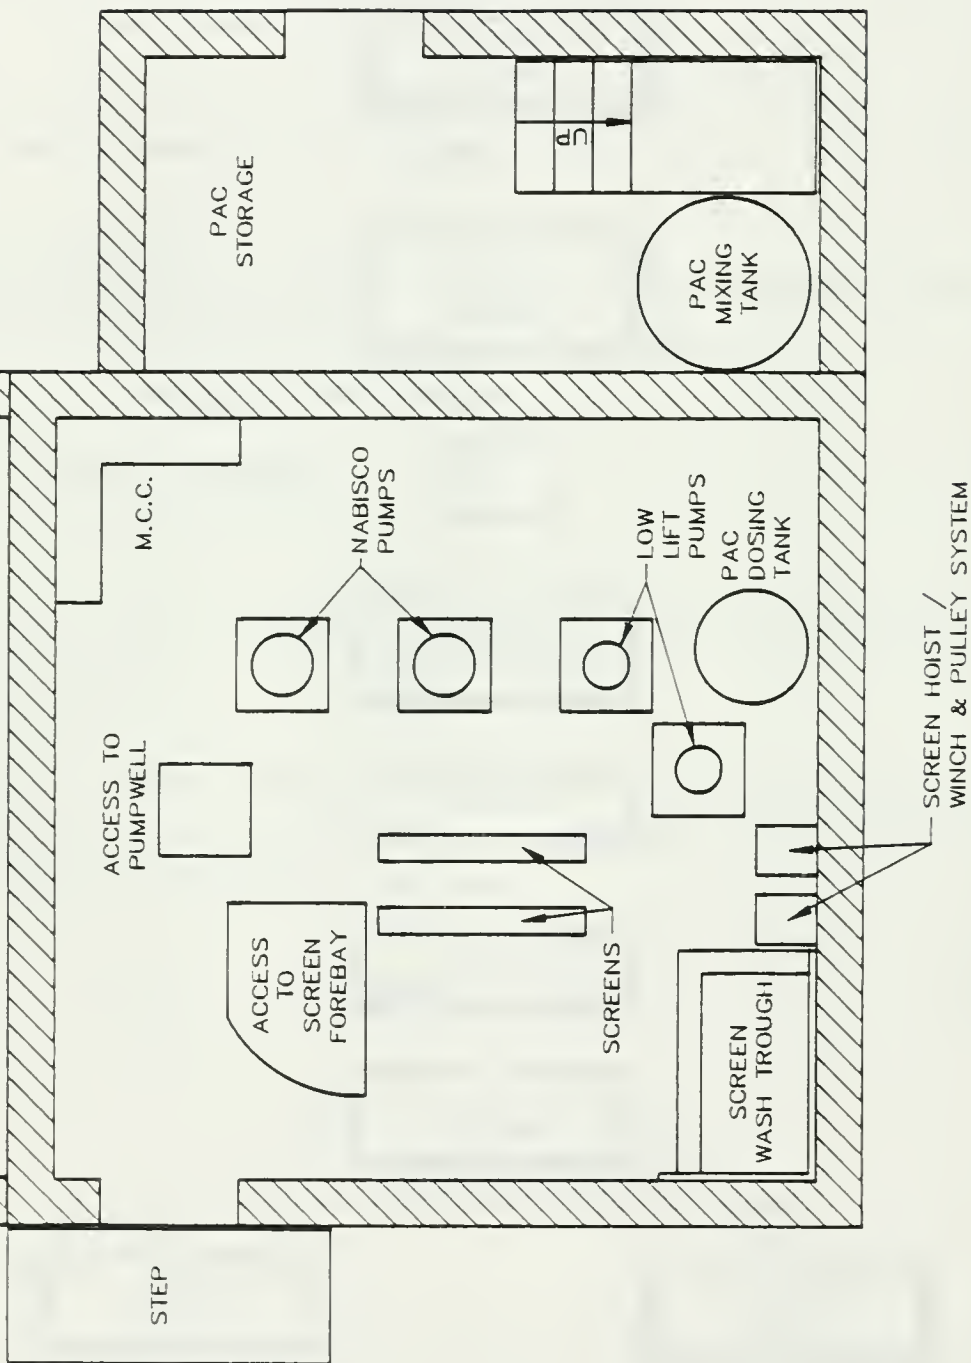 STEP
ACCESS TO
PUMPWELL
M.C.C.
PAC
STORAGE
ACCESS
TO
SCREEN
FOREBAY
NABISCO
PUMPS
UP
SCREENS
LOW
LIFT
PUMPS
PAC
DOSING
TANK
PAC
MIXING
TANK
SCREEN
WASH TROUGH
SCREEN HOIST /
WINCH & PULLEY SYSTEM